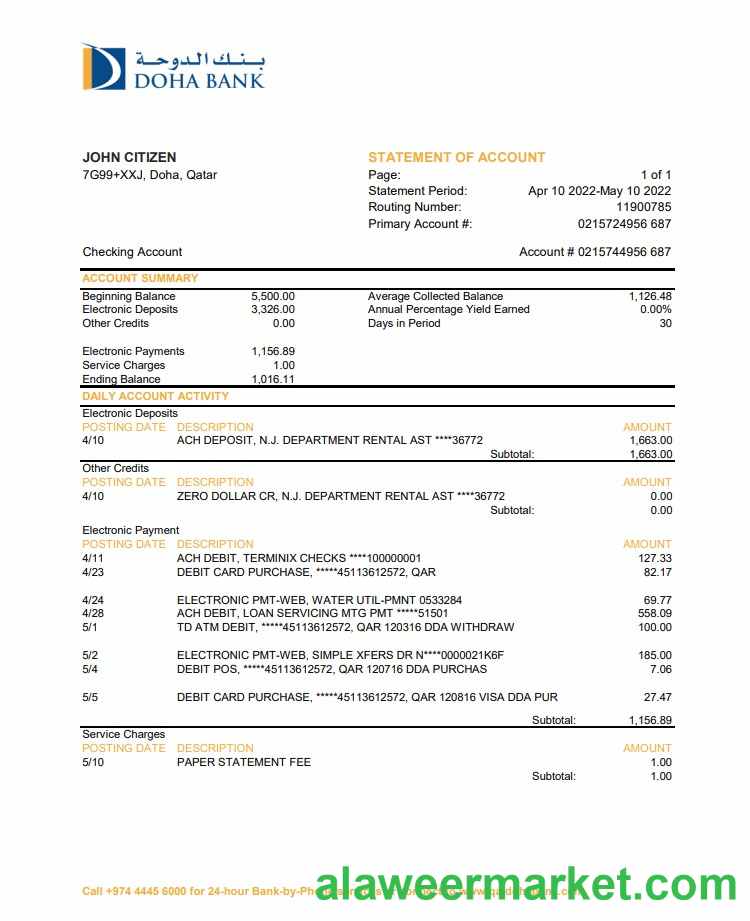 بنك الدوحة
DOHA BANK
JOHN CITIZEN
7G99+XXJ, Doha, Qatar
STATEMENT OF ACCOUNT
Page: 1 of 1
Statement Period: Apr 10 2022-May 10 2022
Routing Number: 11900785
Primary Account #: 0215724956 687
Checking Account Account # 0215744956 687
ACCOUNT SUMMARY
Beginning Balance 5,500.00 Average Collected Balance 1,126.48
Electronic Deposits 3,326.00 Annual Percentage Yield Earned 0.00%
Other Credits 0.00 Days in Period 30
Electronic Payments 1,156.89
Service Charges 1.00
Ending Balance 1,016.11
DAILY ACCOUNT ACTIVITY
Electronic Deposits
POSTING DATE DESCRIPTION AMOUNT
4/10 ACH DEPOSIT, N.J. DEPARTMENT RENTAL AST ****36772 1,663.00
Subtotal: 1,663.00
Other Credits
POSTING DATE DESCRIPTION AMOUNT
4/10 ZERO DOLLAR CR, N.J. DEPARTMENT RENTAL AST ****36772 0.00
Subtotal: 0.00
Electronic Payment
POSTING DATE DESCRIPTION AMOUNT
4/11 ACH DEBIT, TERMINIX CHECKS ****100000001 127.33
4/23 DEBIT CARD PURCHASE, *****45113612572, QAR 82.17
4/24 ELECTRONIC PMT-WEB, WATER UTIL-PMNT 0533284 69.77
4/28 ACH DEBIT, LOAN SERVICING MTG PMT *****51501 558.09
5/1 TD ATM DEBIT, *****45113612572, QAR 120316 DDA WITHDRAW 100.00
5/2 ELECTRONIC PMT-WEB, SIMPLE XFERS DR N****0000021K6F 185.00
5/4 DEBIT POS, *****45113612572, QAR 120716 DDA PURCHAS 7.06
5/5 DEBIT CARD PURCHASE, *****45113612572, QAR 120816 VISA DDA PUR 27.47
Subtotal: 1,156.89
Service Charges
POSTING DATE DESCRIPTION AMOUNT
5/10 PAPER STATEMENT FEE 1.00
Subtotal: 1.00
Call +974 4445 6000 for 24-hour
alaweermarket.com